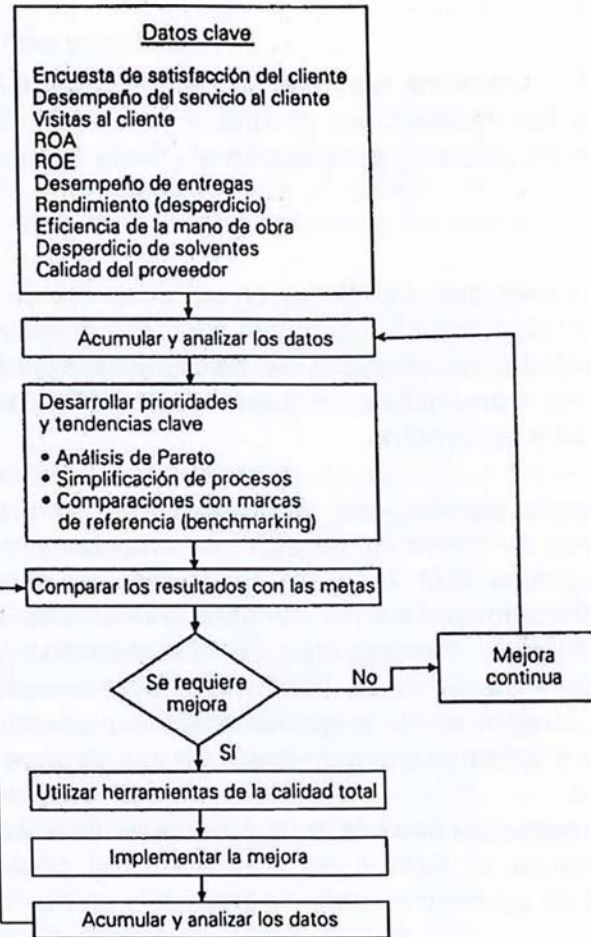 Datos clave
Encuesta de satisfacción del cliente
Desempeño del servicio al cliente
Visitas al cliente
ROA
ROE
Desempeño de entregas
Rendimiento (desperdicio)
Eficiencia de la mano de obra
Desperdicio de solventes
Calidad del proveedor
Acumular y analizar los datos
Desarrollar prioridades
y tendencias clave
• Análisis de Pareto
• Simplificación de procesos
• Comparaciones con marcas
de referencia (benchmarking)
Comparar los resultados con las metas
Se requiere
mejora
No
Mejora
continua
Sí
Utilizar herramientas de la calidad total
Implementar la mejora
Acumular y analizar los datos